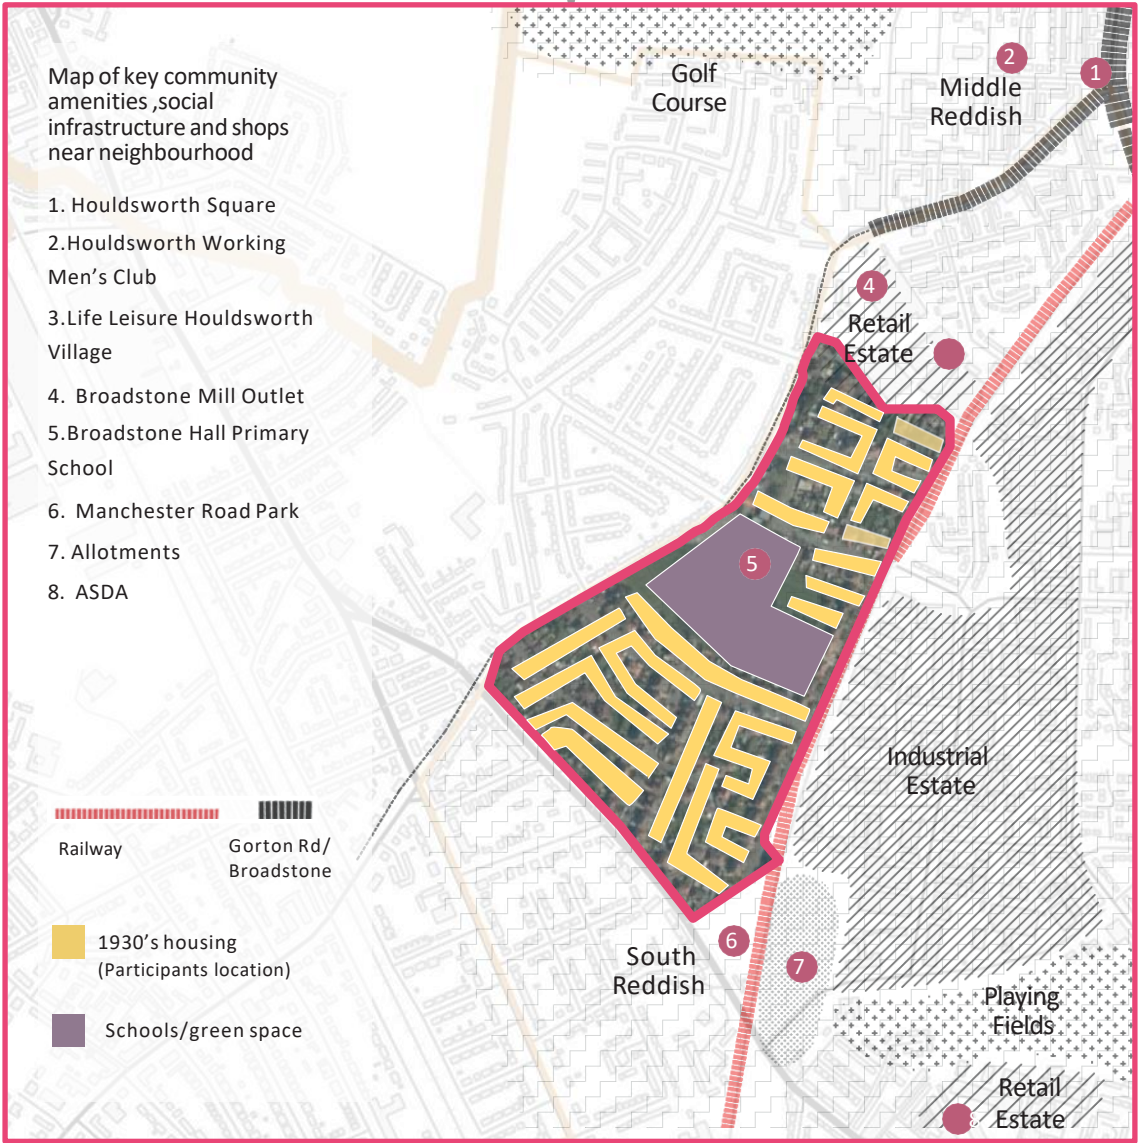 Map of key community
amenities ,social
infrastructure and shops
near neighbourhood
1. Houldsworth Square
2.Houldsworth Working
Men's Club
3.Life Leisure Houldsworth
Village
4. Broadstone Mill Outlet
5.Broadstone Hall Primary
School
6. Manchester Road Park
7. Allotments
8. ASDA
Railway
Gorton Rd/
Broadstone
1930's housing
(Participants location)
Schools/green space
Golf
Course
2
Middle
Reddish
1
4
Retail
Estate
5
Industrial
Estate
6
South
Reddish
7
Playing
Fields
Retail
Estate